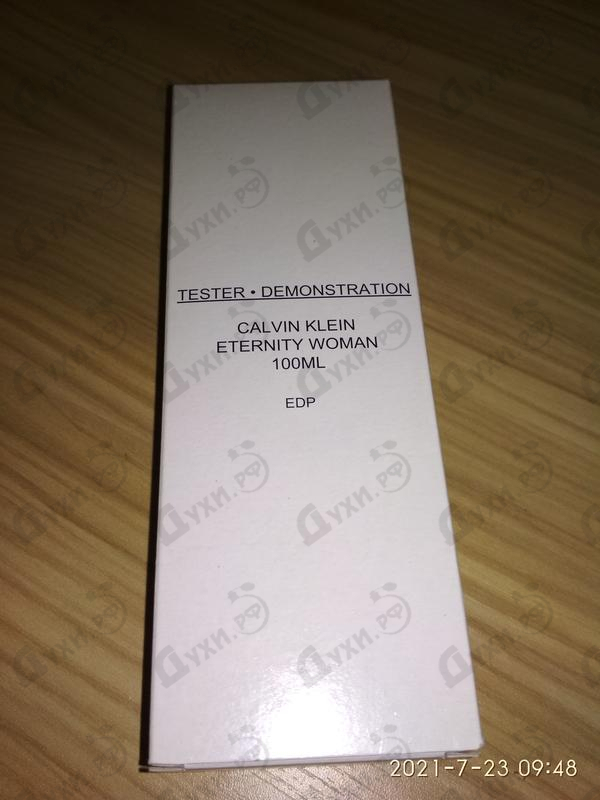 TESTER • DEMONSTRATION
CALVIN KLEIN
ETERNITY WOMAN
100ML
EDP
Духи.рф
2021-7-23 09:48